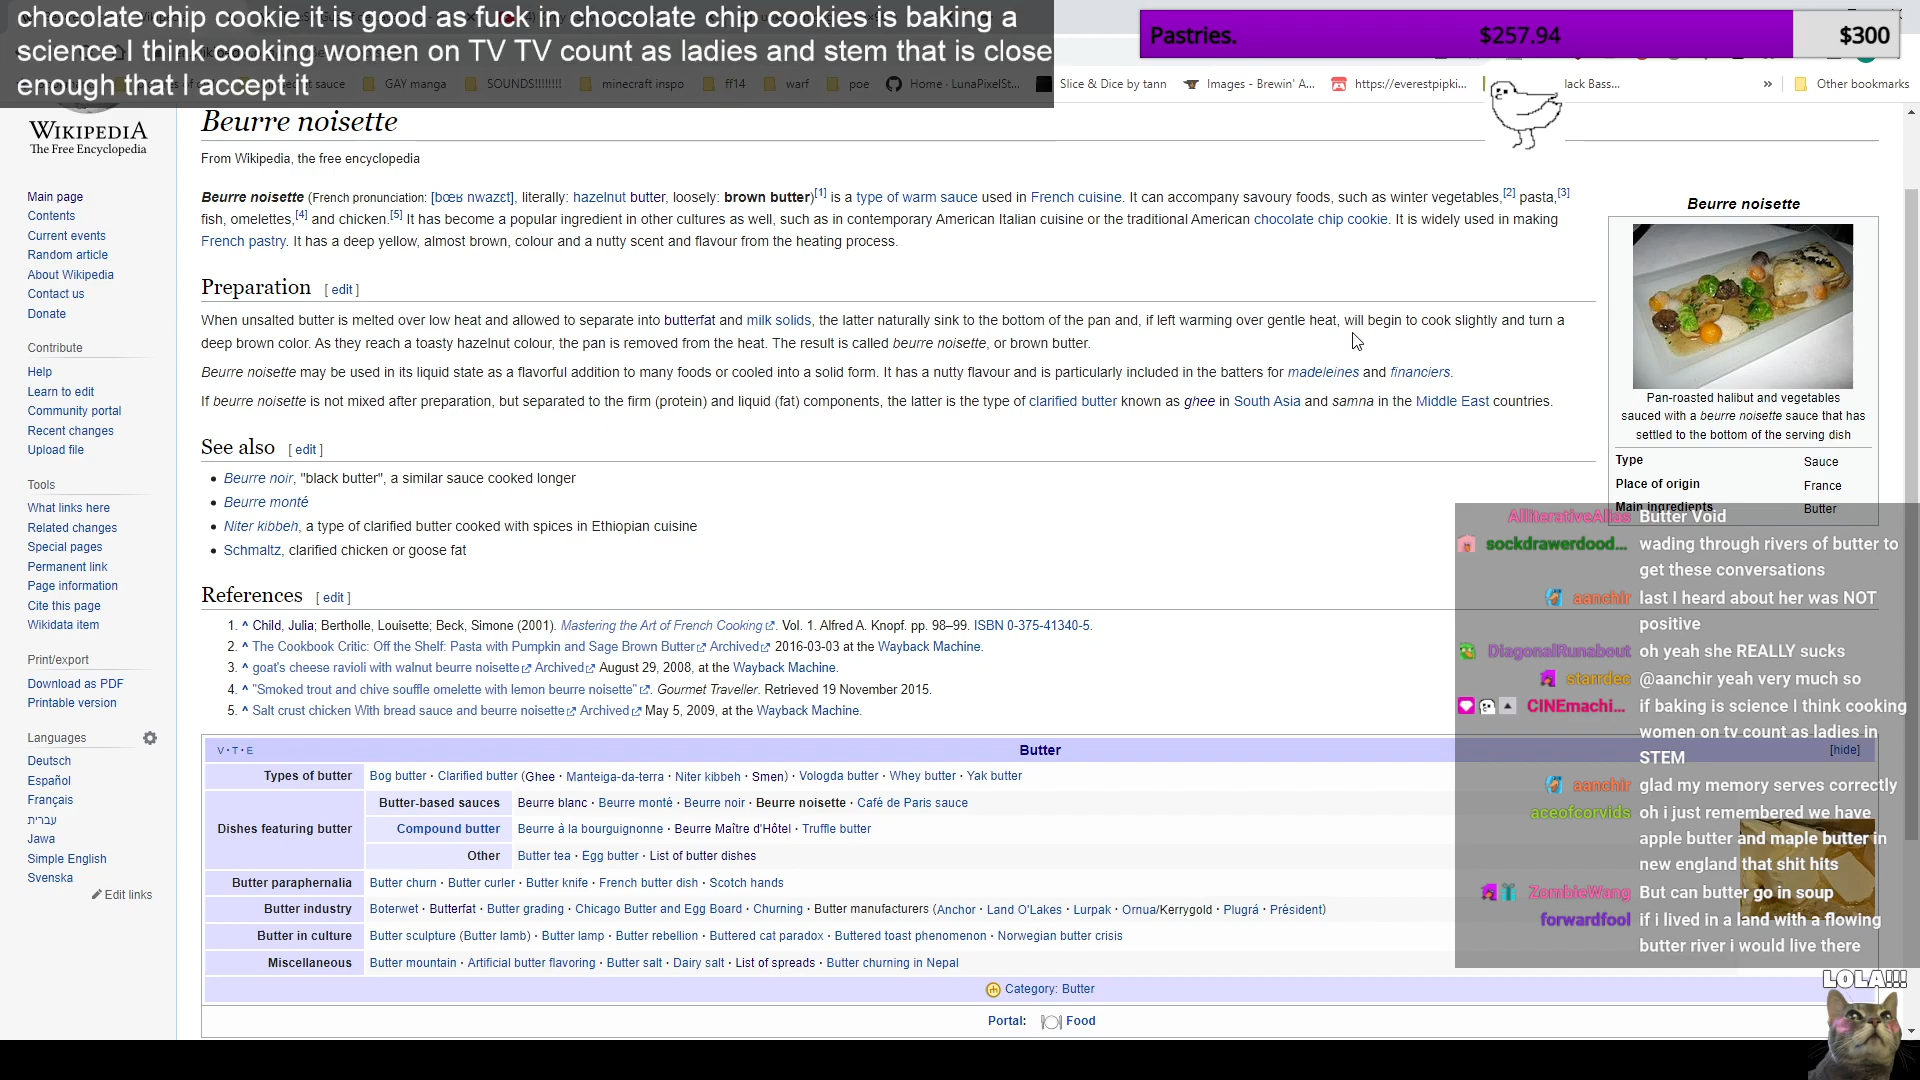 chocolate chip cookie it is good as fuck in chocolate chip cookies is baking a
science I think cooking women on TV TV count as ladies and stem that is close
enough that I accept it
Pastries.
$257.94
$300
GAY manga
SOUNDS!!!!!!!!
minecraft inspo
ff14
warf
poe
Home · LunaPixelSt...
Slice & Dice by tann
Images - Brewin' A...
https://everestpipki...
lack Bass...
»
Other bookmarks
WIKIPEDIA
The Free Encyclopedia
Main page
Contents
Current events
Random article
About Wikipedia
Contact us
Donate
Contribute
Help
Learn to edit
Community portal
Recent changes
Upload file
Tools
What links here
Related changes
Special pages
Permanent link
Page information
Cite this page
Wikidata item
Print/export
Download as PDF
Printable version
Languages
Deutsch
Español
Français
עברית
Jawa
Simple English
Svenska
Edit links
Beurre noisette
From Wikipedia, the free encyclopedia
Beurre noisette (French pronunciation: [bœʁ nwazɛt], literally: hazelnut butter, loosely: brown butter)[1] is a type of warm sauce used in French cuisine. It can accompany savoury foods, such as winter vegetables,[2] pasta,[3]
fish, omelettes,[4] and chicken.[5] It has become a popular ingredient in other cultures as well, such as in contemporary American Italian cuisine or the traditional American chocolate chip cookie. It is widely used in making
French pastry. It has a deep yellow, almost brown, colour and a nutty scent and flavour from the heating process.
Preparation [ edit ]
When unsalted butter is melted over low heat and allowed to separate into butterfat and milk solids, the latter naturally sink to the bottom of the pan and, if left warming over gentle heat, will begin to cook slightly and turn a
deep brown color. As they reach a toasty hazelnut colour, the pan is removed from the heat. The result is called beurre noisette, or brown butter.
Beurre noisette may be used in its liquid state as a flavorful addition to many foods or cooled into a solid form. It has a nutty flavour and is particularly included in the batters for madeleines and financiers.
If beurre noisette is not mixed after preparation, but separated to the firm (protein) and liquid (fat) components, the latter is the type of clarified butter known as ghee in South Asia and samna in the Middle East countries.
See also [ edit ]
• Beurre noir, "black butter", a similar sauce cooked longer
• Beurre monté
• Niter kibbeh, a type of clarified butter cooked with spices in Ethiopian cuisine
• Schmaltz, clarified chicken or goose fat
References [ edit ]
1. ^ Child, Julia; Bertholle, Louisette; Beck, Simone (2001). Mastering the Art of French Cooking. Vol. 1. Alfred A. Knopf. pp. 98–99. ISBN 0-375-41340-5.
2. ^ The Cookbook Critic: Off the Shelf: Pasta with Pumpkin and Sage Brown Butter Archived 2016-03-03 at the Wayback Machine.
3. ^ goat's cheese ravioli with walnut beurre noisette Archived August 29, 2008, at the Wayback Machine.
4. ^ "Smoked trout and chive souffle omelette with lemon beurre noisette". Gourmet Traveller. Retrieved 19 November 2015.
5. ^ Salt crust chicken With bread sauce and beurre noisette Archived May 5, 2009, at the Wayback Machine.
V · T · E
Butter
[hide]
Types of butter
Bog butter · Clarified butter (Ghee · Manteiga-da-terra · Niter kibbeh · Smen) · Vologda butter · Whey butter · Yak butter
Dishes featuring butter
Butter-based sauces
Beurre blanc · Beurre monté · Beurre noir · Beurre noisette · Café de Paris sauce
Compound butter
Beurre à la bourguignonne · Beurre Maître d'Hôtel · Truffle butter
Other
Butter tea · Egg butter · List of butter dishes
Butter paraphernalia
Butter churn · Butter curler · Butter knife · French butter dish · Scotch hands
Butter industry
Boterwet · Butterfat · Butter grading · Chicago Butter and Egg Board · Churning · Butter manufacturers (Anchor · Land O'Lakes · Lurpak · Ornua/Kerrygold · Plugrá · Président)
Butter in culture
Butter sculpture (Butter lamb) · Butter lamp · Butter rebellion · Buttered cat paradox · Buttered toast phenomenon · Norwegian butter crisis
Miscellaneous
Butter mountain · Artificial butter flavoring · Butter salt · Dairy salt · List of spreads · Butter churning in Nepal
Category: Butter
Portal: Food
Beurre noisette
Pan-roasted halibut and vegetables
sauced with a beurre noisette sauce that has
settled to the bottom of the serving dish
Type Sauce
Place of origin France
Main ingredients Butter
AlliterativeAlias Butter Void
sockdrawerdood... wading through rivers of butter to
get these conversations
aanchir last I heard about her was NOT
positive
DiagonalRunabout oh yeah she REALLY sucks
starrdec @aanchir yeah very much so
CINEmachi... if baking is science I think cooking
women on tv count as ladies in
STEM
aanchir glad my memory serves correctly
aceofcorvids oh i just remembered we have
apple butter and maple butter in
new england that shit hits
ZombieWang But can butter go in soup
forwardfool if i lived in a land with a flowing
butter river i would live there
LOLA!!!